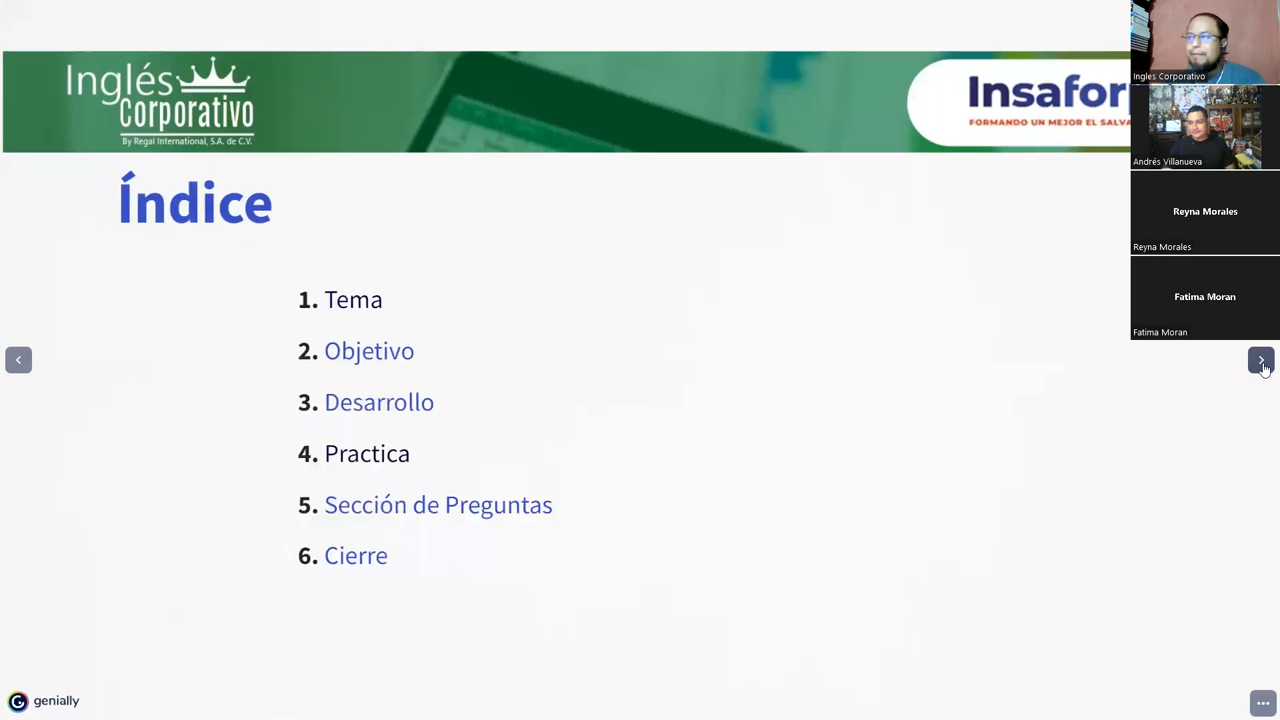 Inglés
Corporativo
By Regal International, S.A. de C.V.
Insafor
FORMANDO UN MEJOR EL SALVA
Índice
1. Tema
2. Objetivo
3. Desarrollo
4. Practica
5. Sección de Preguntas
6. Cierre
Ingles Corporativo
Andrés Villanueva
Reyna Morales
Reyna Morales
Fatima Moran
Fatima Moran
genially